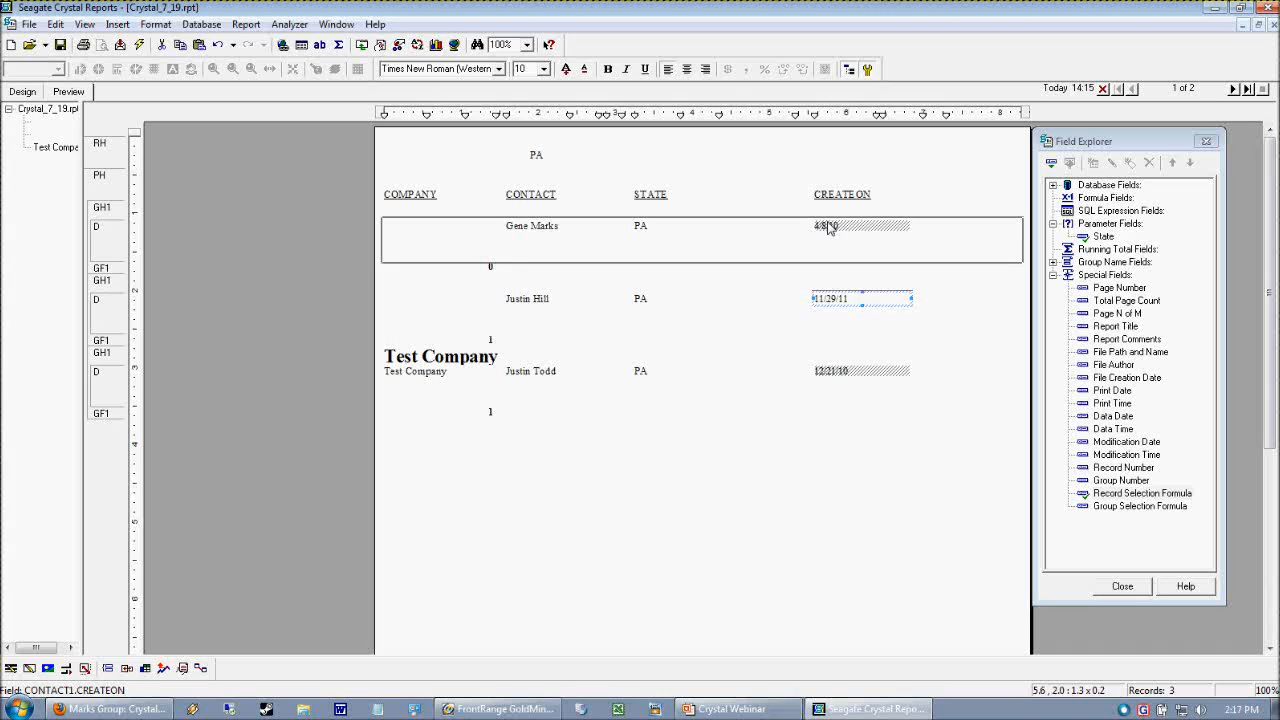 Seagate Crystal Reports - [Crystal_7_19.rpt]
File Edit View Insert Format Database Report Analyzer Window Help
100%
Times New Roman (Western 10 B I U
Design Preview Today 14:15 1 of 2
Crystal_7_19.rpt
Test Compa
RH
PH
GH1
D
GF1
GH1
D
GF1
GH1
D
GF1
PA
COMPANY CONTACT STATE CREATEON
Gene Marks PA
0
Justin Hill PA 11/29/11
1
Test Company
Test Company Justin Todd PA 12/21/10
1
Field Explorer
Database Fields:
Formula Fields:
SQL Expression Fields:
Parameter Fields:
State
Running Total Fields:
Group Name Fields:
Special Fields:
Page Number
Total Page Count
Page N of M
Report Title
Report Comments
File Path and Name
File Author
File Creation Date
Print Date
Print Time
Data Date
Data Time
Modification Date
Modification Time
Record Number
Group Number
Record Selection Formula
Group Selection Formula
Close Help
Field: CONTACT1.CREATEON 5.6 , 2.0 : 1.3 x 0.2 Records: 3 100%
Marks Group: Crystal... FrontRange GoldMin... Crystal Webinar Seagate Crystal Repo... 2:17 PM